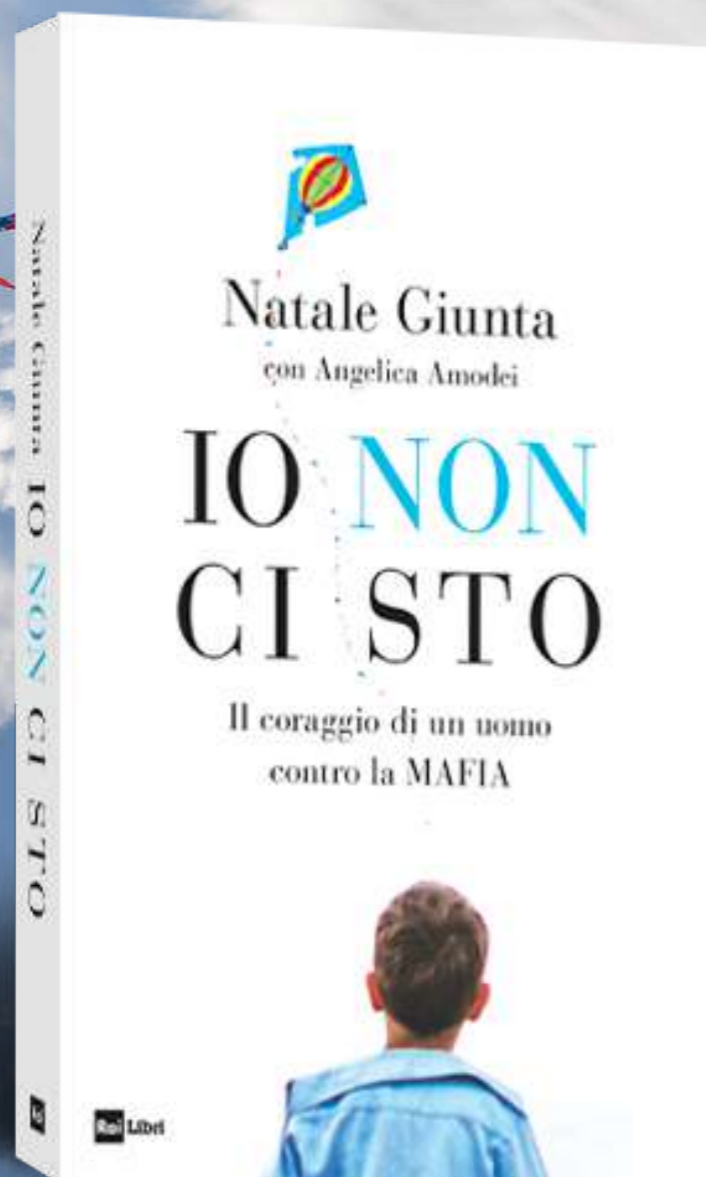 Natale Giunta
con Angelica Amodei
IO NON
CI STO
Il coraggio di un uomo
contro la MAFIA
Rai Libri
Natale Giunta IO NON CI STO